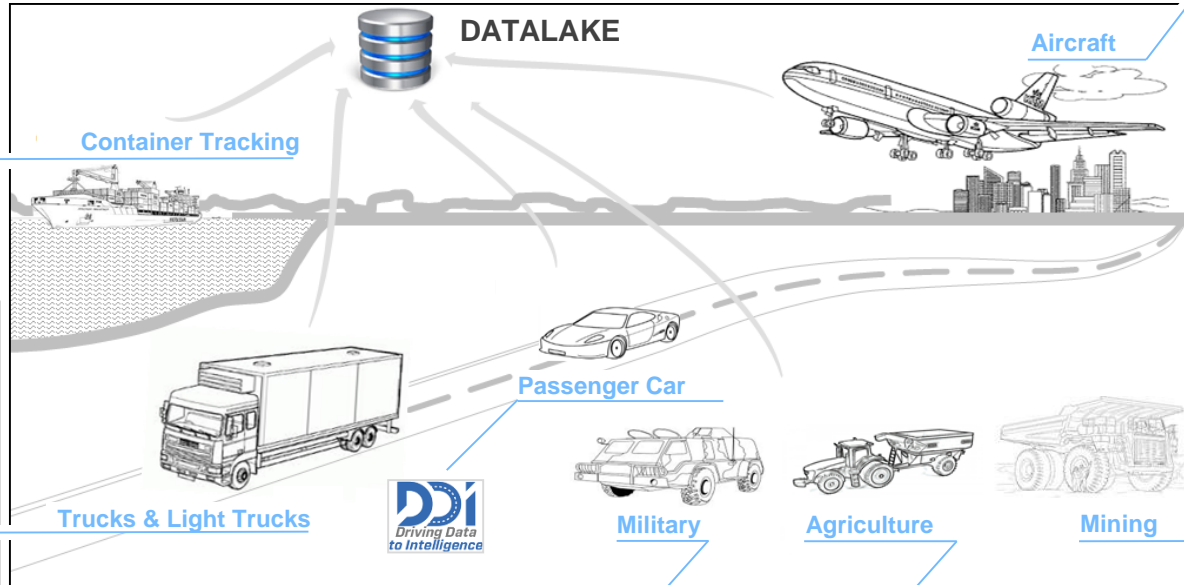 DATALAKE
Aircraft
Container Tracking
Passenger Car
Trucks & Light Trucks
DDi
Driving Data
to Intelligence
Military
Agriculture
Mining